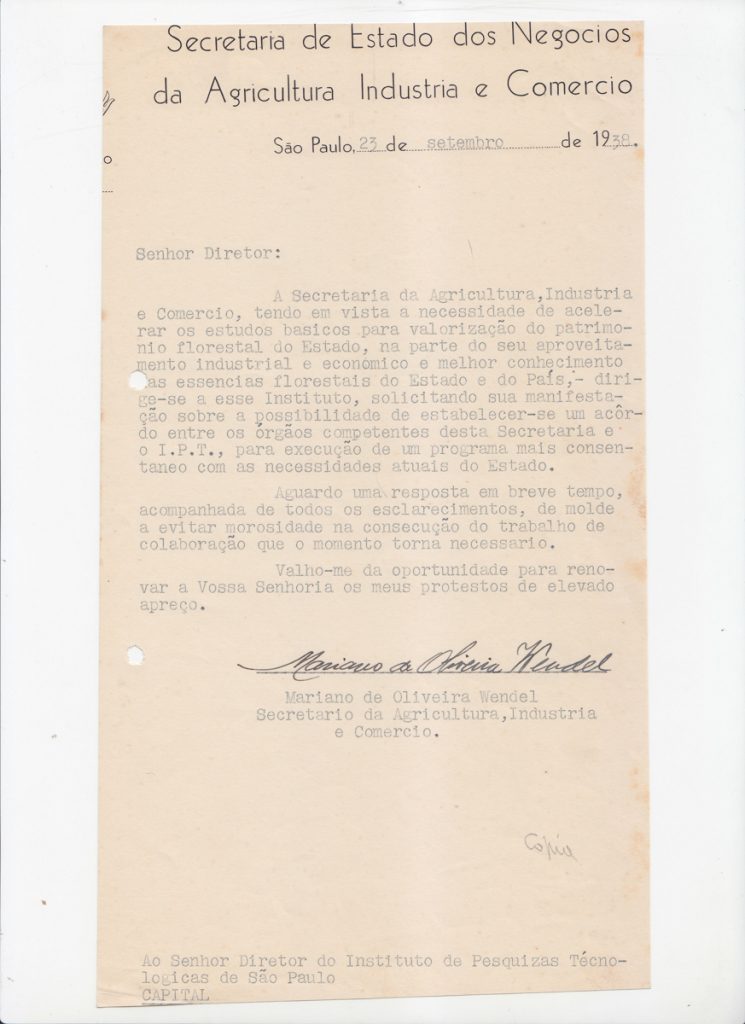 Secretaria de Estado dos Negocios
da Agricultura Industria e Comercio
São Paulo, 23 de setembro de 1938.
o
Senhor Diretor:
A Secretaria da Agricultura,Industria
e Comercio, tendo em vista a necessidade de acele-
rar os estudos basicos para valorização do patrimo-
nio florestal do Estado, na parte do seu aproveita-
mento industrial e económico e melhor conhecimento
as essencias florestais do Estado e do País,- diri-
ge-se a esse Instituto, solicitando sua manifesta-
ção sobre a possibilidade de estabelecer-se um acôr-
do entre os órgãos competentes desta Secretaria e
o I.P.T., para execução de um programa mais consen-
taneo com as necessidades atuais do Estado.
Aguardo uma resposta em breve tempo,
acompanhada de todos os esclarecimentos, de molde
a evitar morosidade na consecução do trabalho de
colaboração que o momento torna necessario.
Valho-me da oportunidade para reno-
var a Vossa Senhoria os meus protestos de elevado
apreço.
Mariano de Oliveira Wendel
Mariano de Oliveira Wendel
Secretario da Agricultura,Industria
e Comercio.
Copia
Ao Senhor Diretor do Instituto de Pesquizas Técno-
logicas de São Paulo
CAPITAL